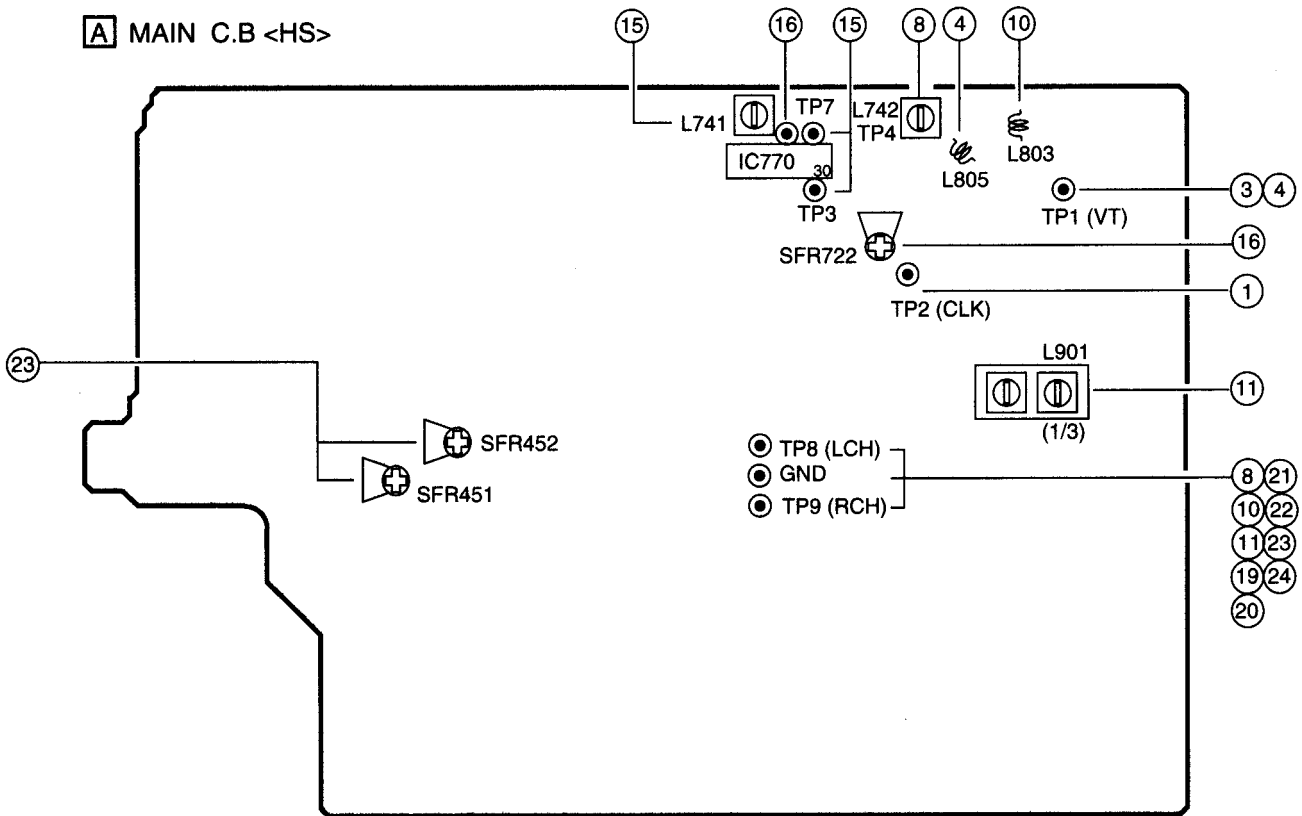 A MAIN C.B <HS>
15 16 15 8 4 10
L741
TP7
L742
TP4
IC770
30
TP3
L805
L803
TP1 (VT)
3 4
SFR722
16
TP2 (CLK)
1
L901
(1/3)
11
23
SFR452
SFR451
TP8 (LCH)
GND
TP9 (RCH)
8 21
10 22
11 23
19 24
20